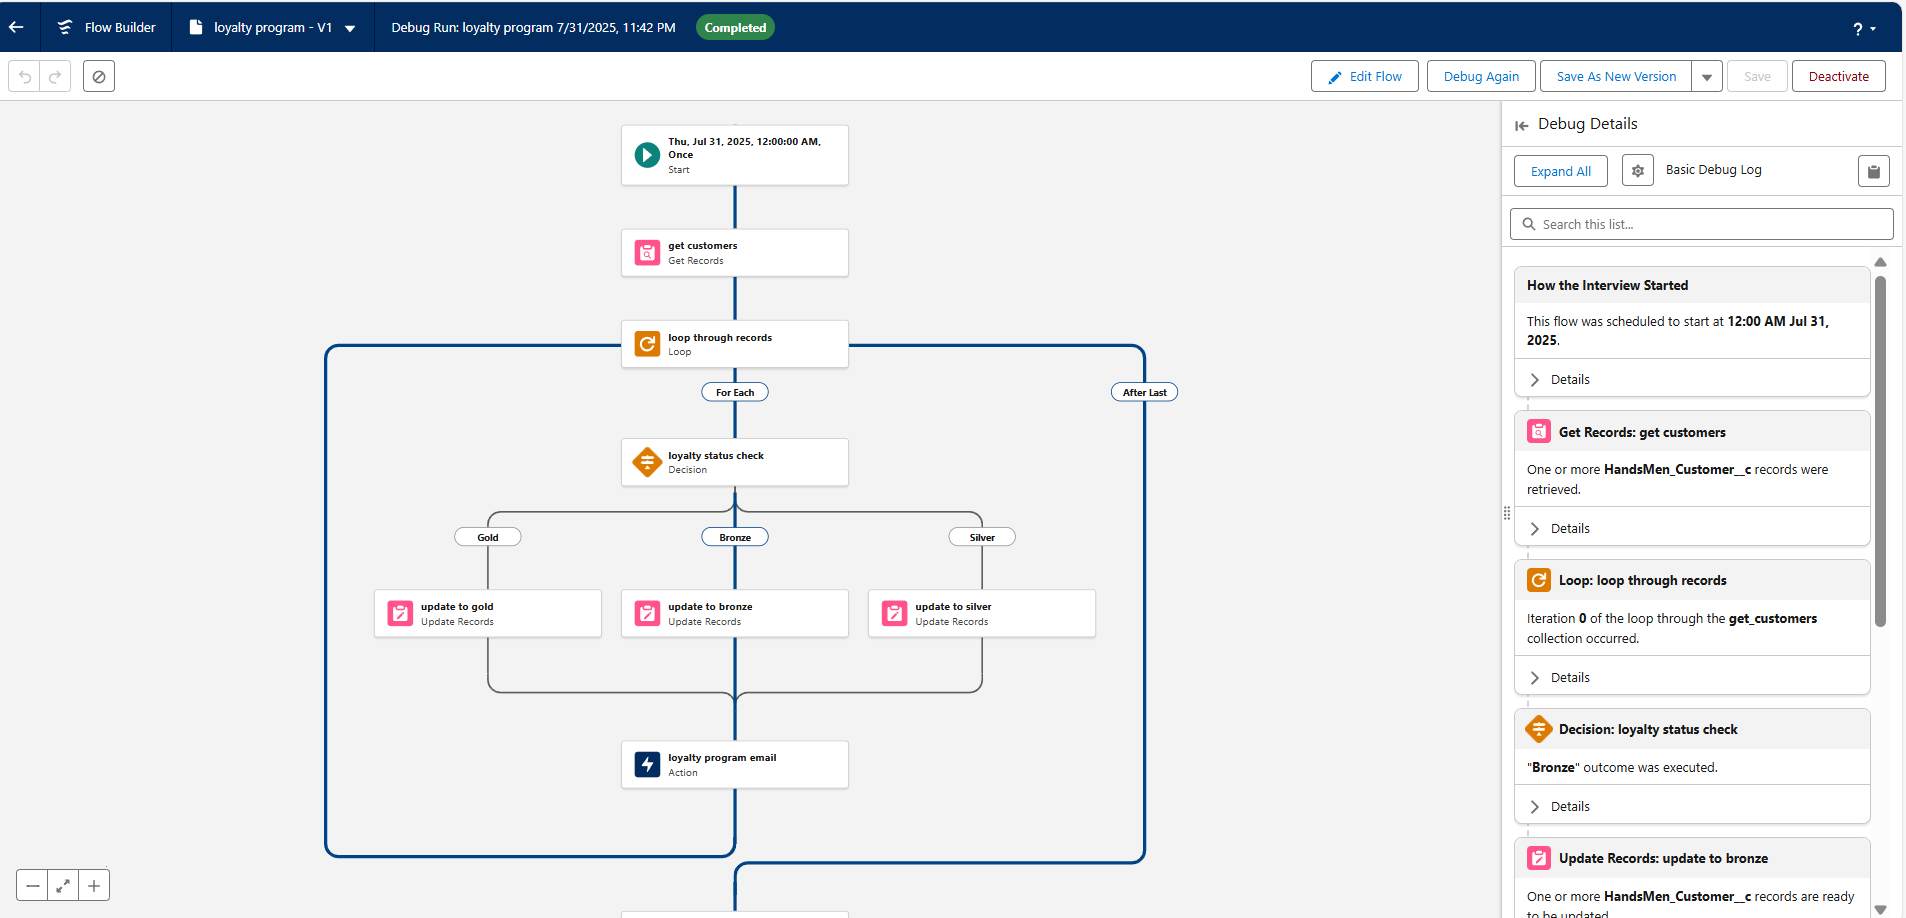 Flow Builder
loyalty program - V1
Debug Run: loyalty program 7/31/2025, 11:42 PM
Completed
?
Edit Flow
Debug Again
Save As New Version
Save
Deactivate
Thu, Jul 31, 2025, 12:00:00 AM,
Once
Start
get customers
Get Records
loop through records
Loop
For Each
After Last
loyalty status check
Decision
Gold
Bronze
Silver
update to gold
Update Records
update to bronze
Update Records
update to silver
Update Records
loyalty program email
Action
Debug Details
Expand All
Basic Debug Log
Search this list...
How the Interview Started
This flow was scheduled to start at 12:00 AM Jul 31,
2025.
Details
Get Records: get customers
One or more HandsMen_Customer__c records were
retrieved.
Details
Loop: loop through records
Iteration 0 of the loop through the get_customers
collection occurred.
Details
Decision: loyalty status check
"Bronze" outcome was executed.
Details
Update Records: update to bronze
One or more HandsMen_Customer__c records are ready
to be updated